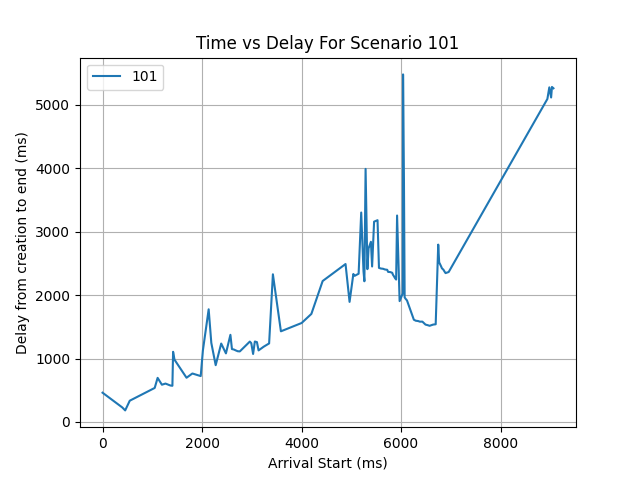 Time vs Delay For Scenario 101
101
Delay from creation to end (ms)
5000
4000
3000
2000
1000
0
0 2000 4000 6000 8000
Arrival Start (ms)